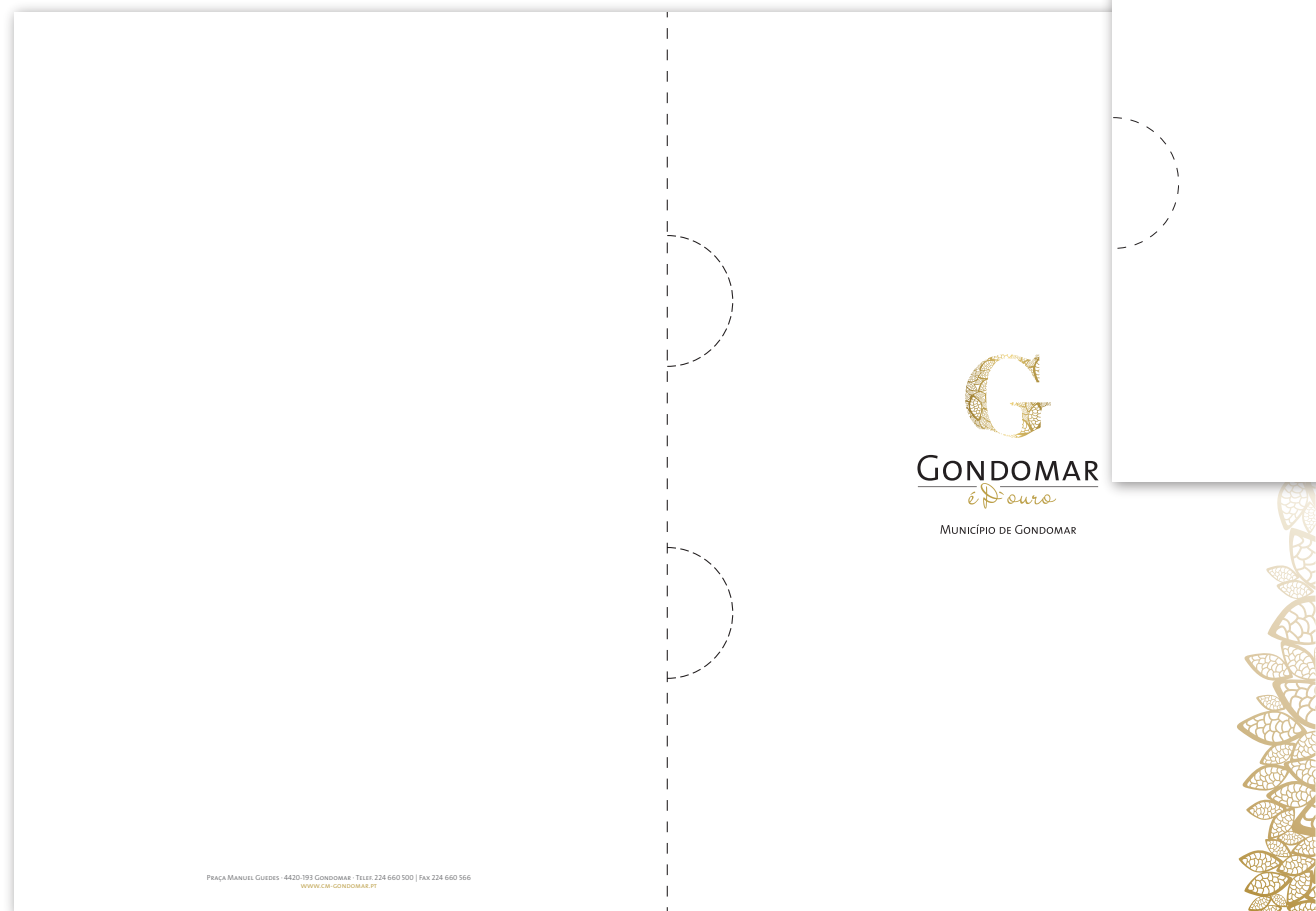 G
GONDOMAR
é D'ouro
MUNICÍPIO DE GONDOMAR
PRAÇA MANUEL GUEDES · 4420-193 GONDOMAR · TELEF. 224 660 500 | FAX 224 660 566
WWW.CM-GONDOMAR.PT